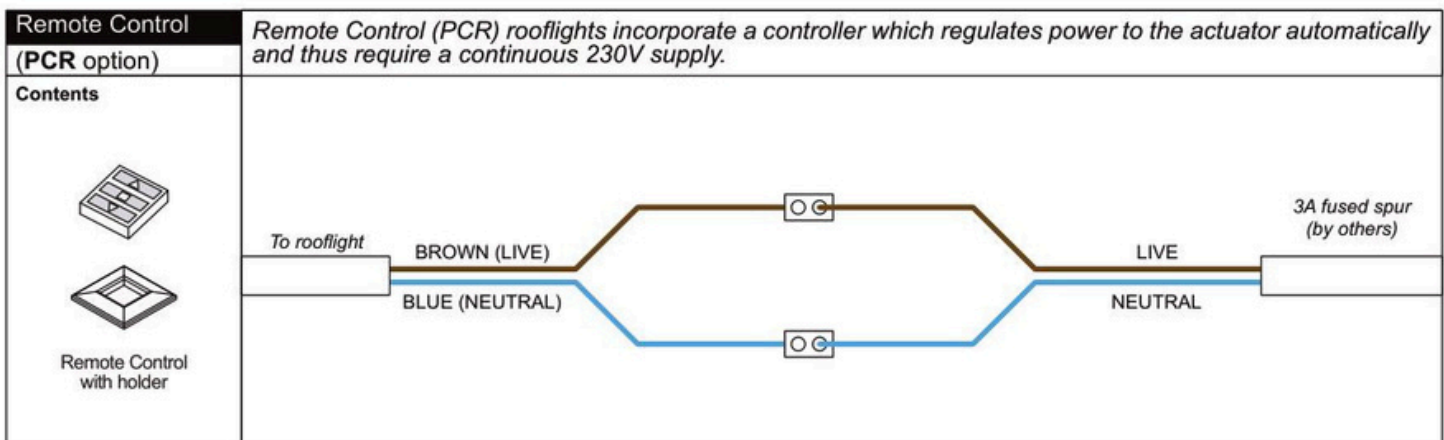 Remote Control
(PCR option)
Remote Control (PCR) rooflights incorporate a controller which regulates power to the actuator automatically
and thus require a continuous 230V supply.
Contents
Remote Control
with holder
To rooflight
BROWN (LIVE)
BLUE (NEUTRAL)
LIVE
NEUTRAL
3A fused spur
(by others)